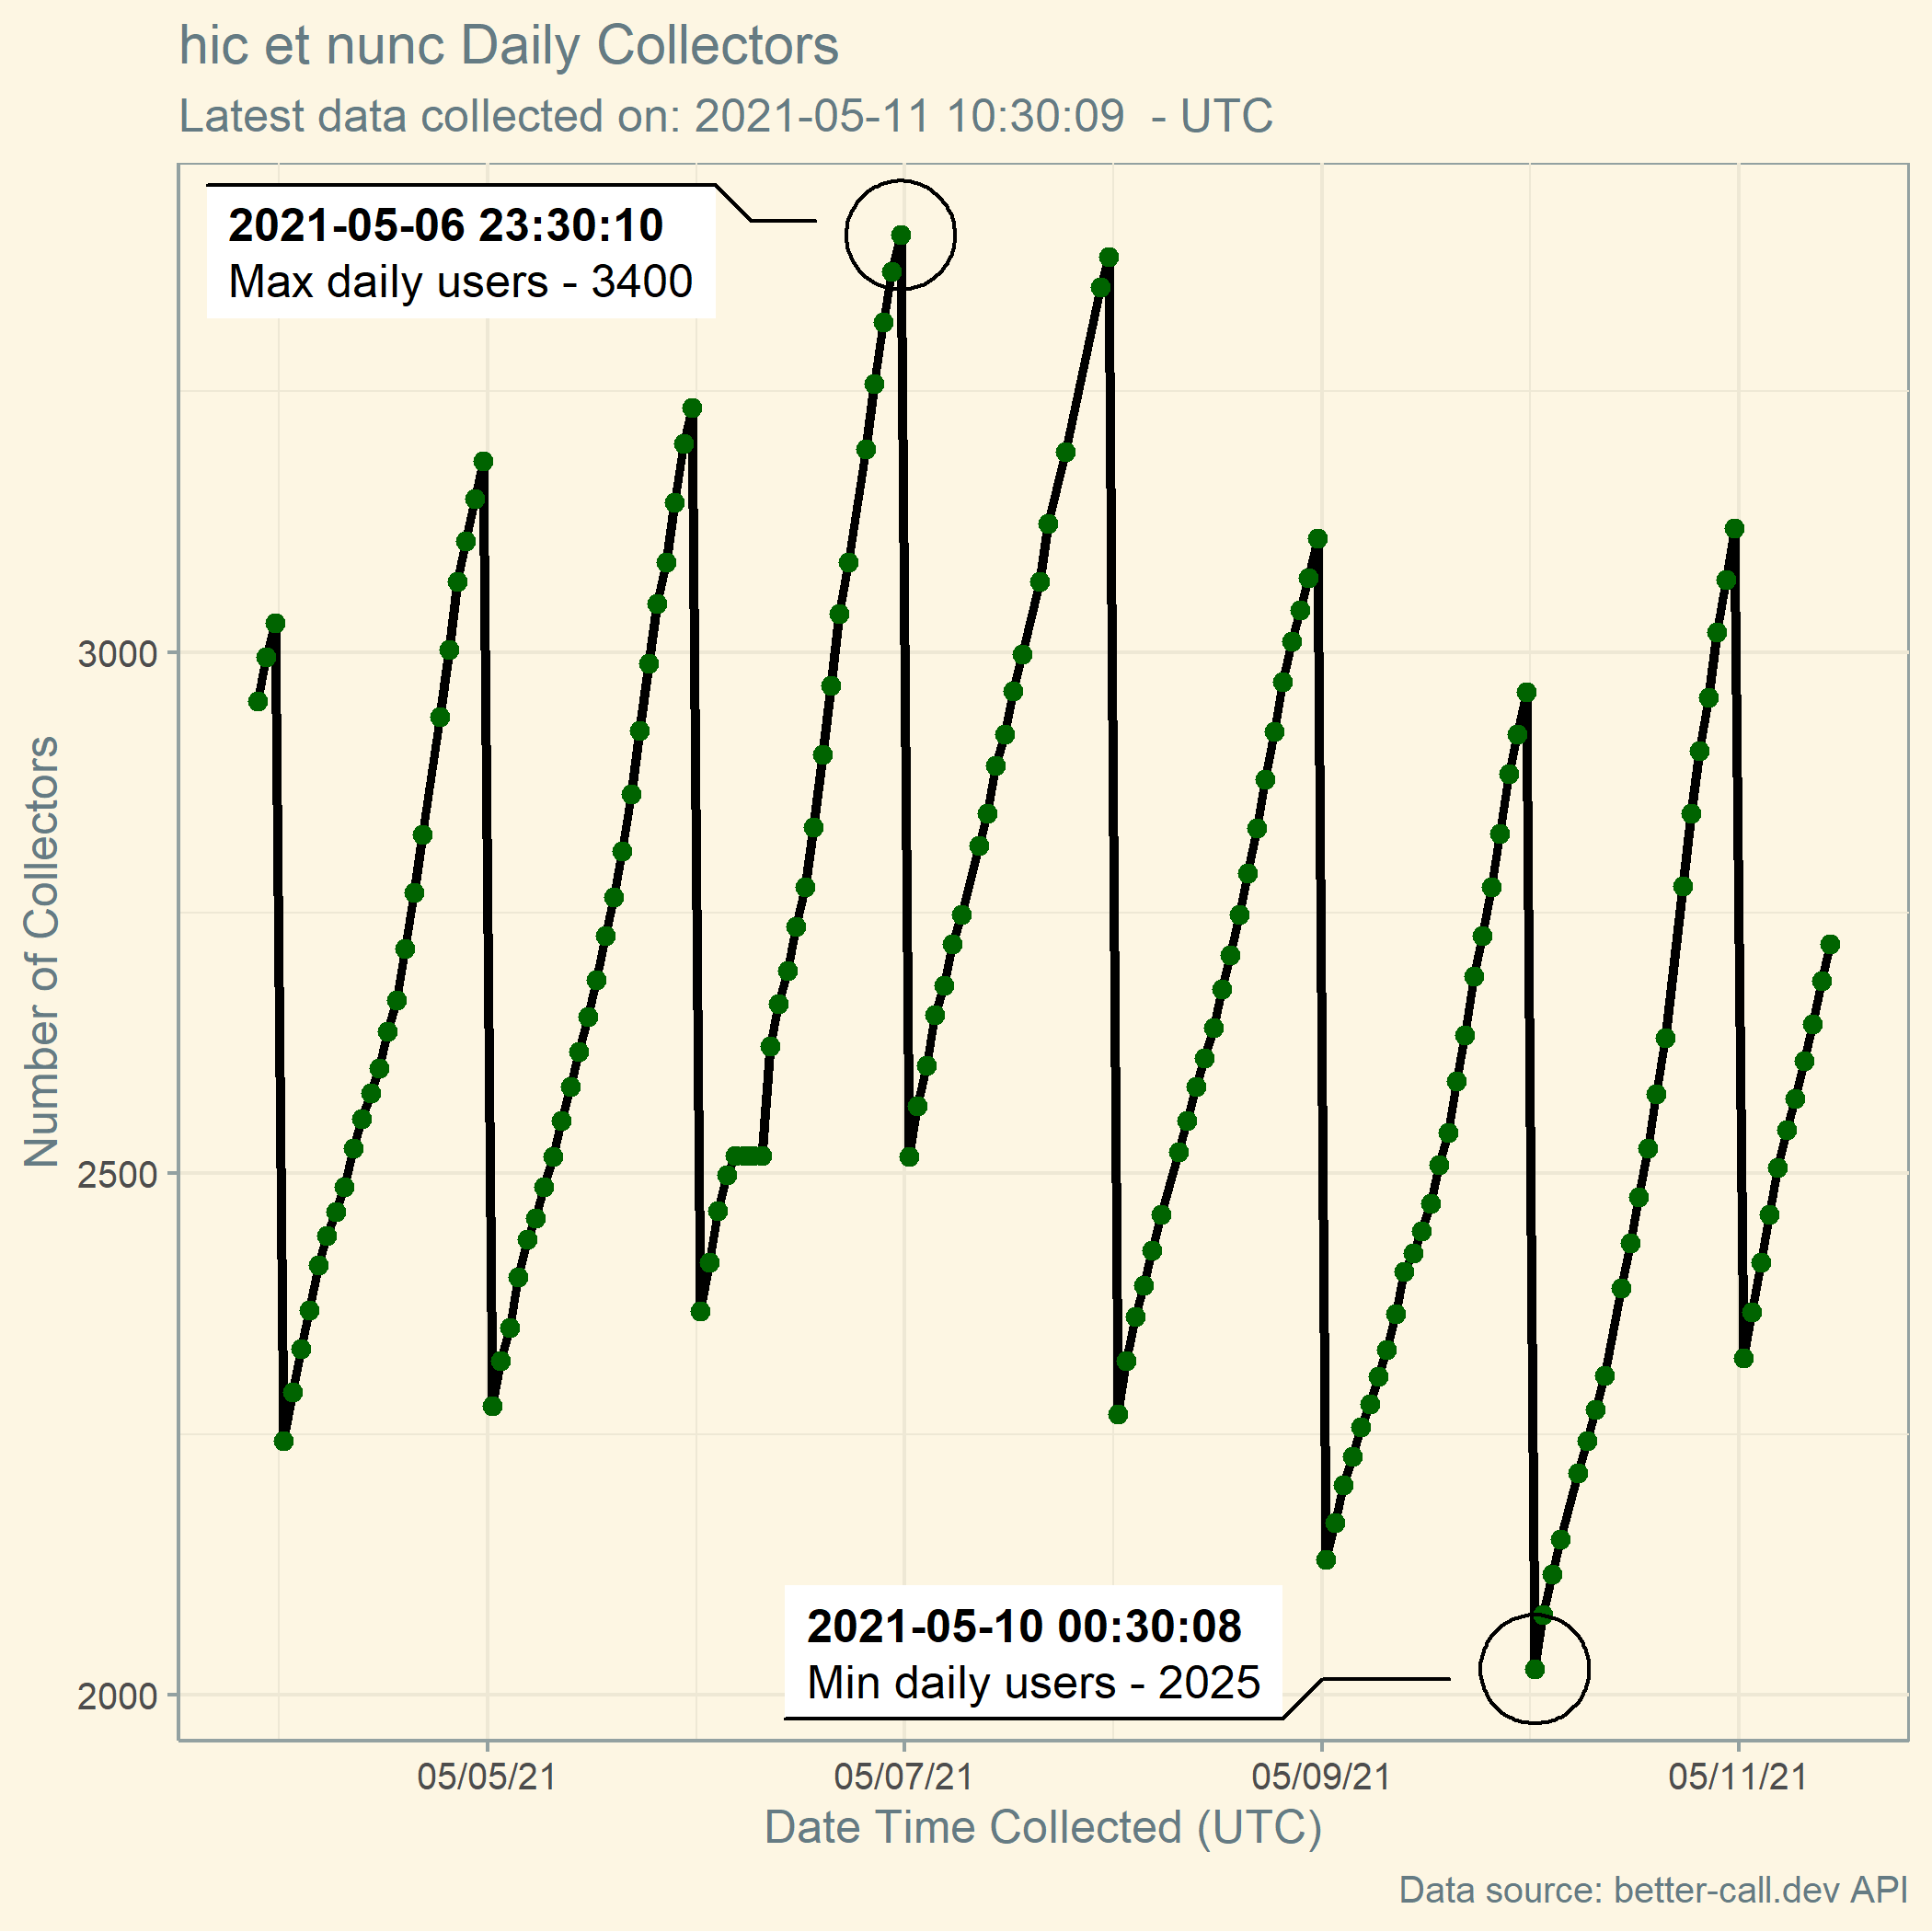 hic et nunc Daily Collectors
Latest data collected on: 2021-05-11 10:30:09  - UTC
2021-05-06 23:30:10
Max daily users - 3400
Number of Collectors
3000
2500
2000
2021-05-10 00:30:08
Min daily users - 2025
05/05/21
05/07/21
05/09/21
05/11/21
Date Time Collected (UTC)
Data source: better-call.dev API